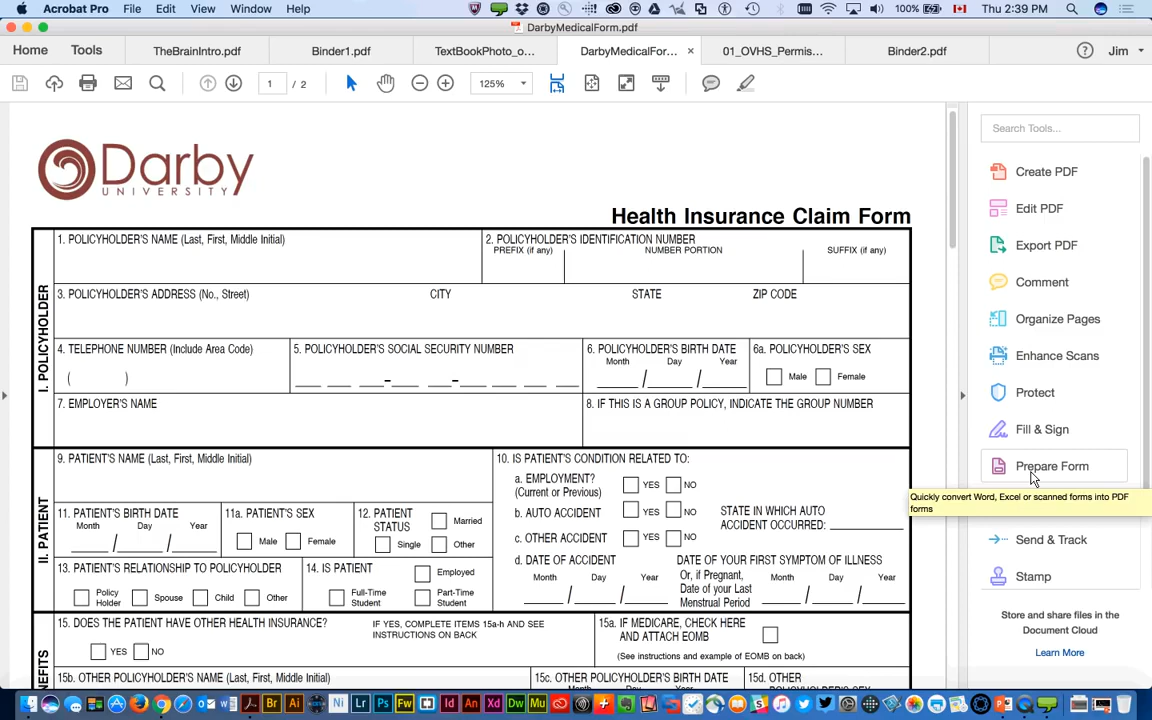 Acrobat Pro File Edit View Window Help 100% Thu 2:39 PM
DarbyMedicalForm.pdf
Home Tools TheBrainIntro.pdf Binder1.pdf TextBookPhoto_o... DarbyMedicalFor... × 01_OVHS_Permis... Binder2.pdf ? Jim
1 / 2 125%
Search Tools...
Create PDF
Edit PDF
Export PDF
Comment
Organize Pages
Enhance Scans
Protect
Fill & Sign
Prepare Form
Quickly convert Word, Excel or scanned forms into PDF
forms
Send & Track
Stamp
Store and share files in the
Document Cloud
Learn More
Darby
UNIVERSITY
Health Insurance Claim Form
I. POLICYHOLDER
1. POLICYHOLDER'S NAME (Last, First, Middle Initial)
2. POLICYHOLDER'S IDENTIFICATION NUMBER
PREFIX (if any) NUMBER PORTION SUFFIX (if any)
3. POLICYHOLDER'S ADDRESS (No., Street) CITY STATE ZIP CODE
4. TELEPHONE NUMBER (Include Area Code)
( )
5. POLICYHOLDER'S SOCIAL SECURITY NUMBER
6. POLICYHOLDER'S BIRTH DATE
Month Day Year
/ /
6a. POLICYHOLDER'S SEX
Male Female
7. EMPLOYER'S NAME
8. IF THIS IS A GROUP POLICY, INDICATE THE GROUP NUMBER
II. PATIENT
9. PATIENT'S NAME (Last, First, Middle Initial)
10. IS PATIENT'S CONDITION RELATED TO:
a. EMPLOYMENT? YES NO
(Current or Previous)
b. AUTO ACCIDENT YES NO
STATE IN WHICH AUTO
ACCIDENT OCCURRED:
c. OTHER ACCIDENT YES NO
d. DATE OF ACCIDENT
Month Day Year
/ /
DATE OF YOUR FIRST SYMPTOM OF ILLNESS
Or, if Pregnant,
Date of your Last
Menstrual Period
Month Day Year
/ /
11. PATIENT'S BIRTH DATE
Month Day Year
/ /
11a. PATIENT'S SEX
Male Female
12. PATIENT
STATUS
Married
Single Other
13. PATIENT'S RELATIONSHIP TO POLICYHOLDER
Policy
Holder
Spouse Child Other
14. IS PATIENT
Employed
Full-Time
Student
Part-Time
Student
15. DOES THE PATIENT HAVE OTHER HEALTH INSURANCE?
YES NO
IF YES, COMPLETE ITEMS 15a-h AND SEE
INSTRUCTIONS ON BACK
15a. IF MEDICARE, CHECK HERE
AND ATTACH EOMB
(See instructions and example of EOMB on back)
15b. OTHER POLICYHOLDER'S NAME (Last, First, Middle Initial)
15c. OTHER POLICYHOLDER'S BIRTH DATE
15d. OTHER